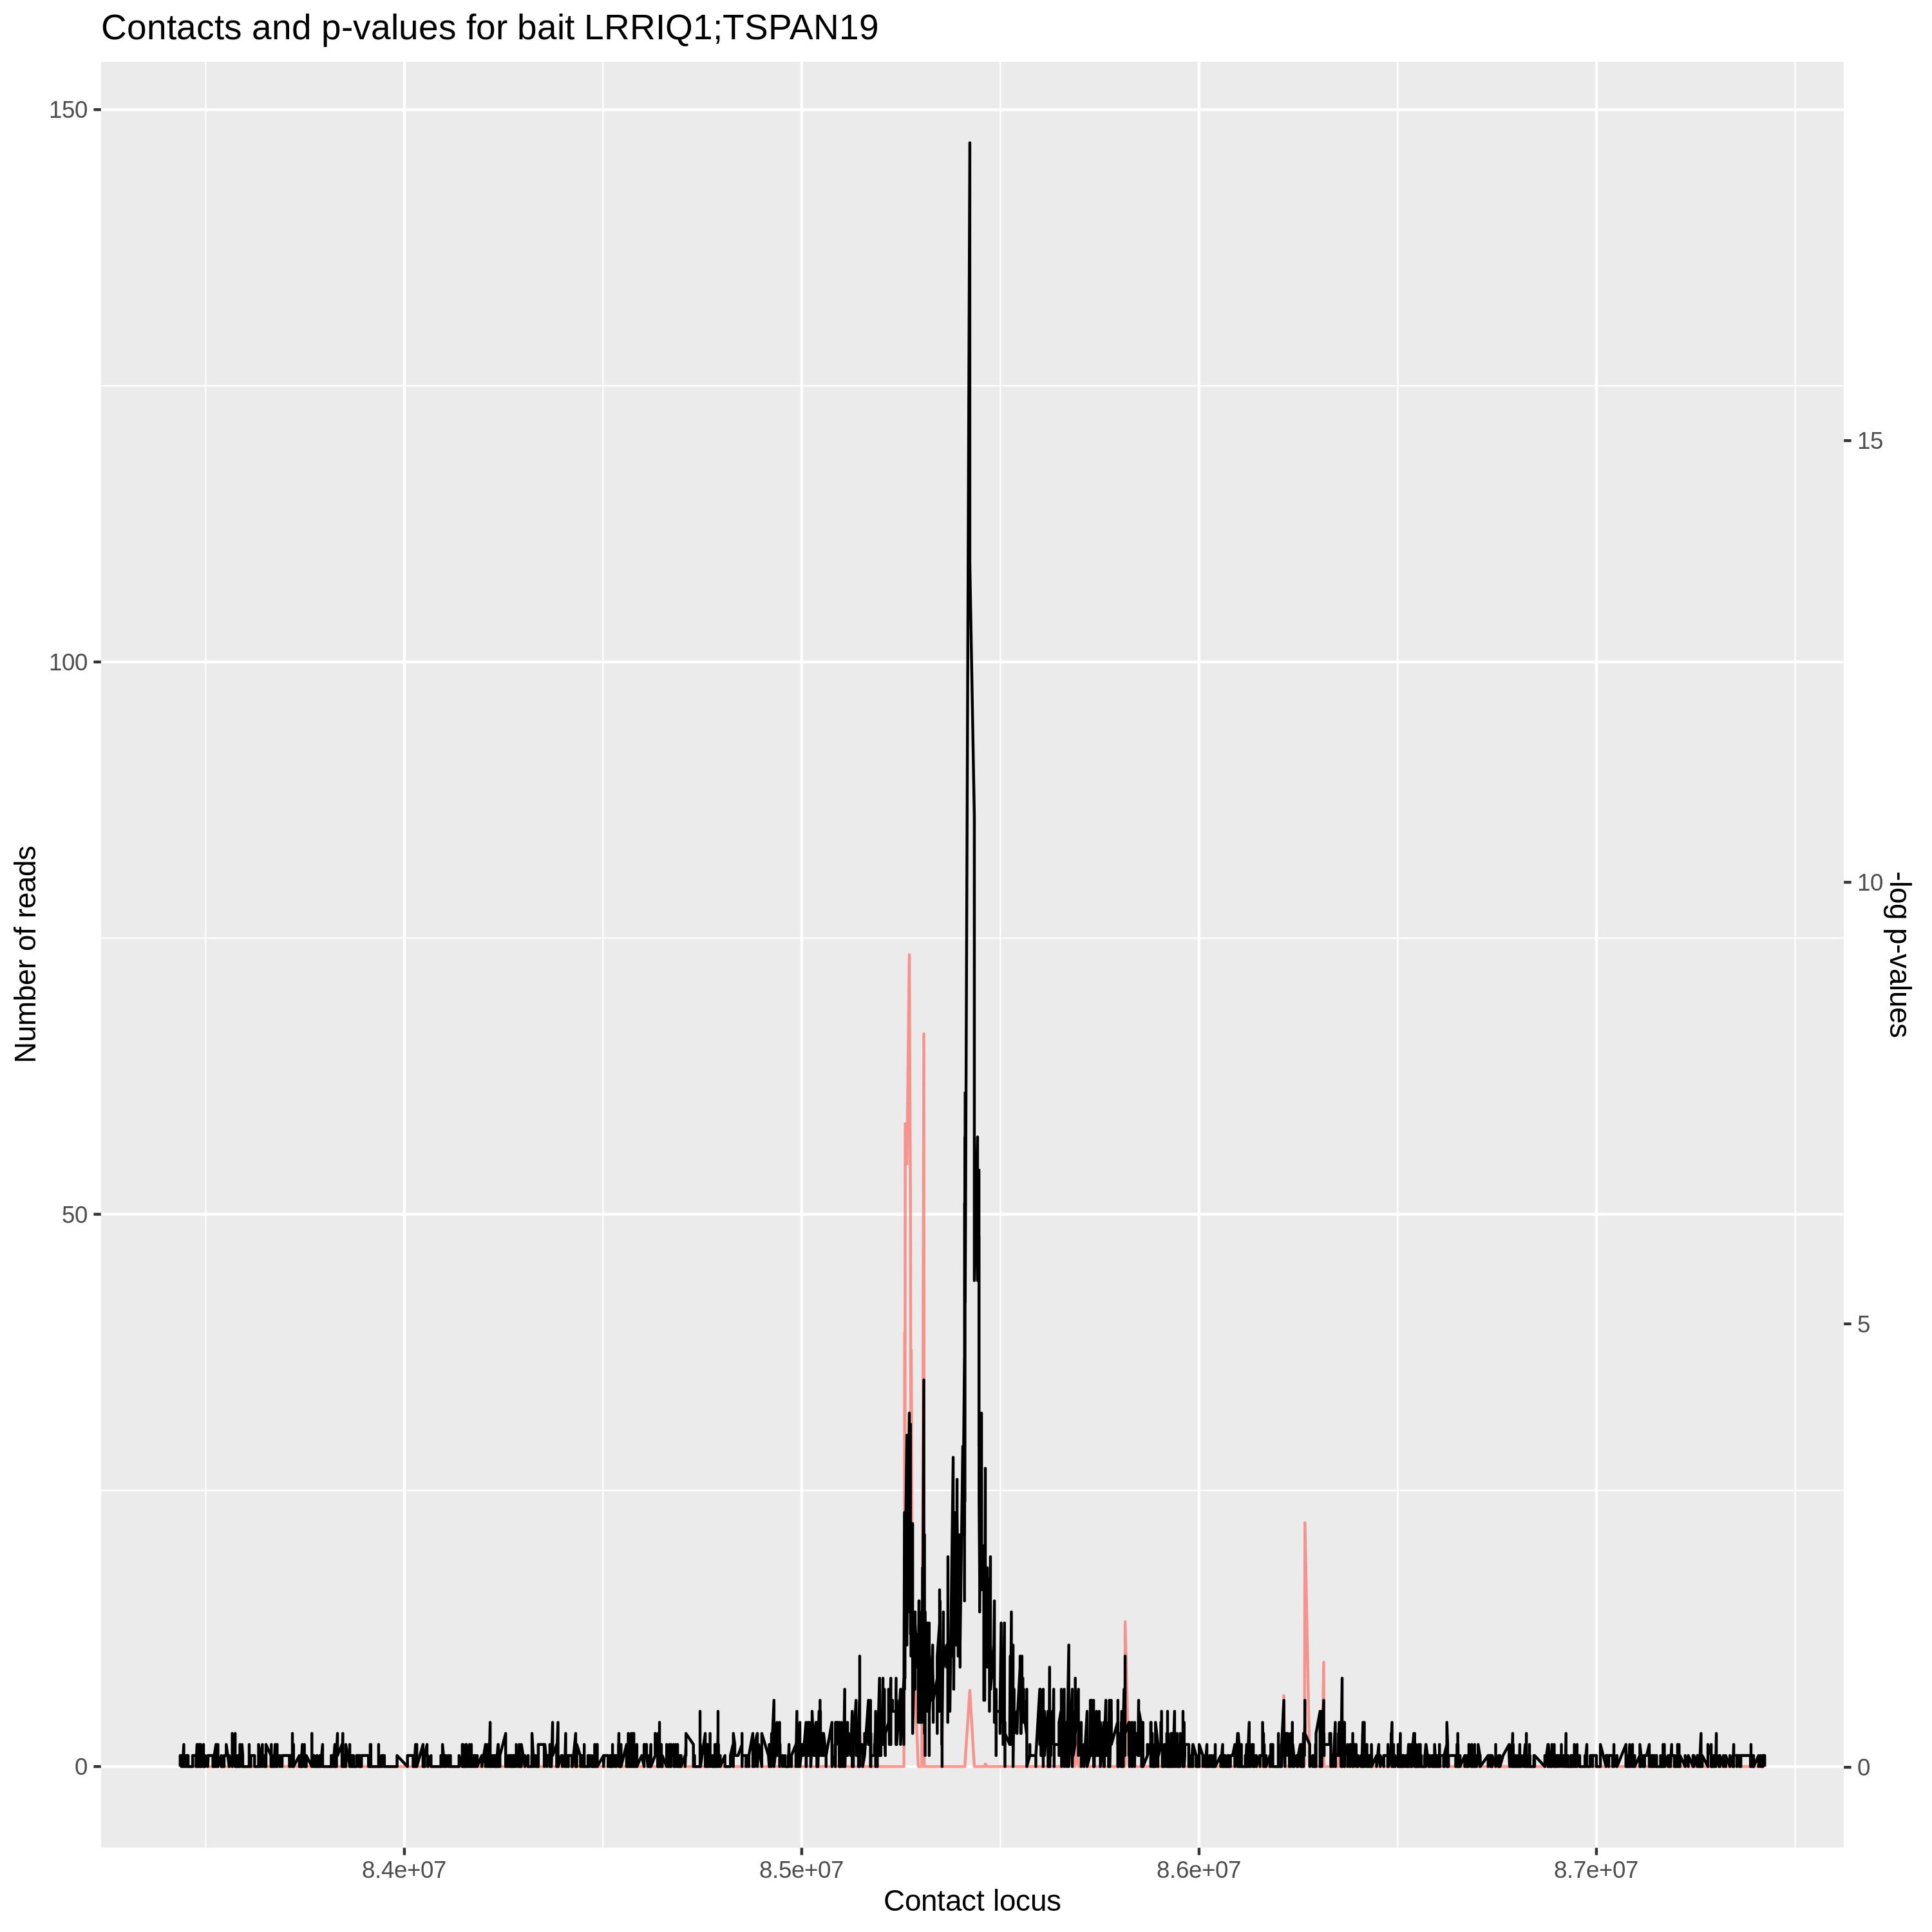 Contacts and p-values for bait LRRIQ1;TSPAN19
150
100
50
0
Number of reads
15
10
5
0
-log p-values
8.4e+07
8.5e+07
8.6e+07
8.7e+07
Contact locus